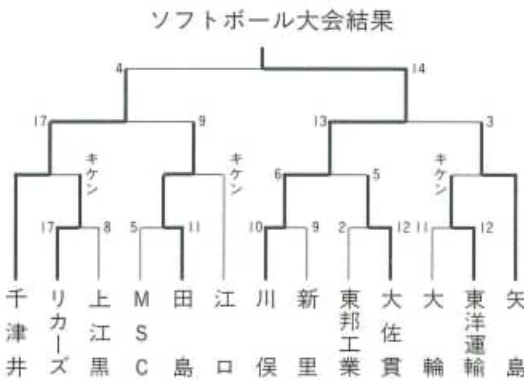 ソフトボール大会結果
4 14
17 9 13 3
キケン キケン 6 5 キケン
17 8 5 11 10 9 2 12 11 12
千津井 リカーズ 上江黒 MSC 田島 江口 川俣 新里 東邦工業 大佐貫 大輪 東洋運輸 矢島